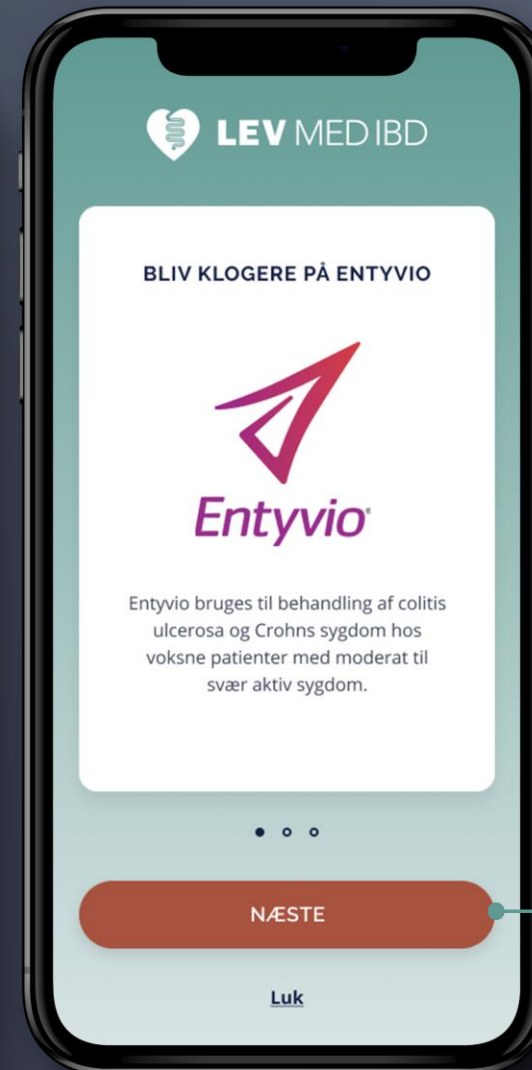 LEV MED IBD
BLIV KLOGERE PÅ ENTYVIO
Entyvio®
Entyvio bruges til behandling af colitis
ulcerosa og Crohns sygdom hos
voksne patienter med moderat til
svær aktiv sygdom.
NÆSTE
Luk